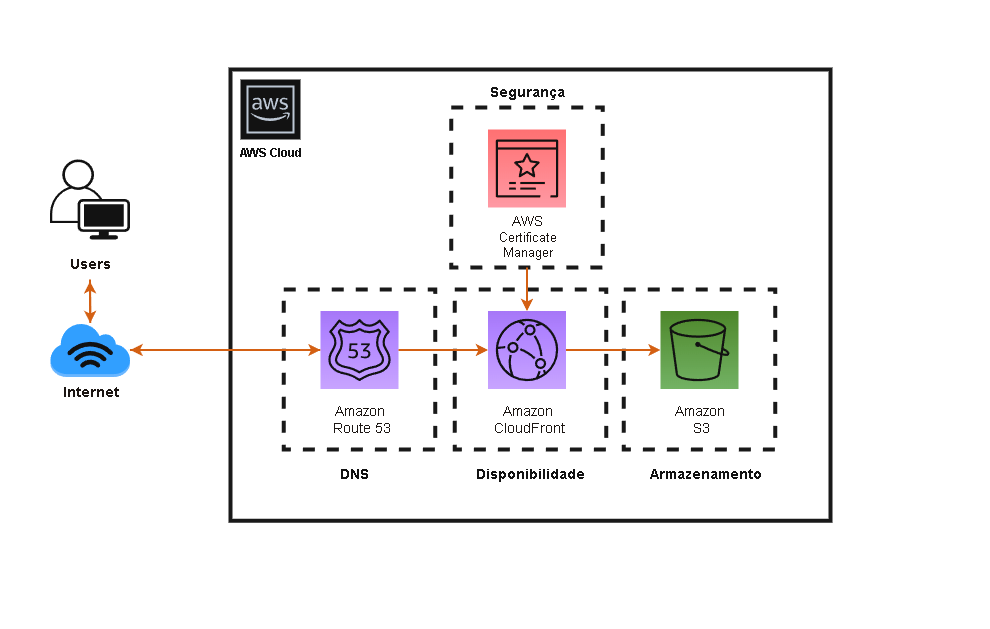 Segurança
aws
AWS Cloud
AWS
Certificate
Manager
Users
53
Internet
Amazon
Route 53
Amazon
CloudFront
Amazon
S3
DNS
Disponibilidade
Armazenamento